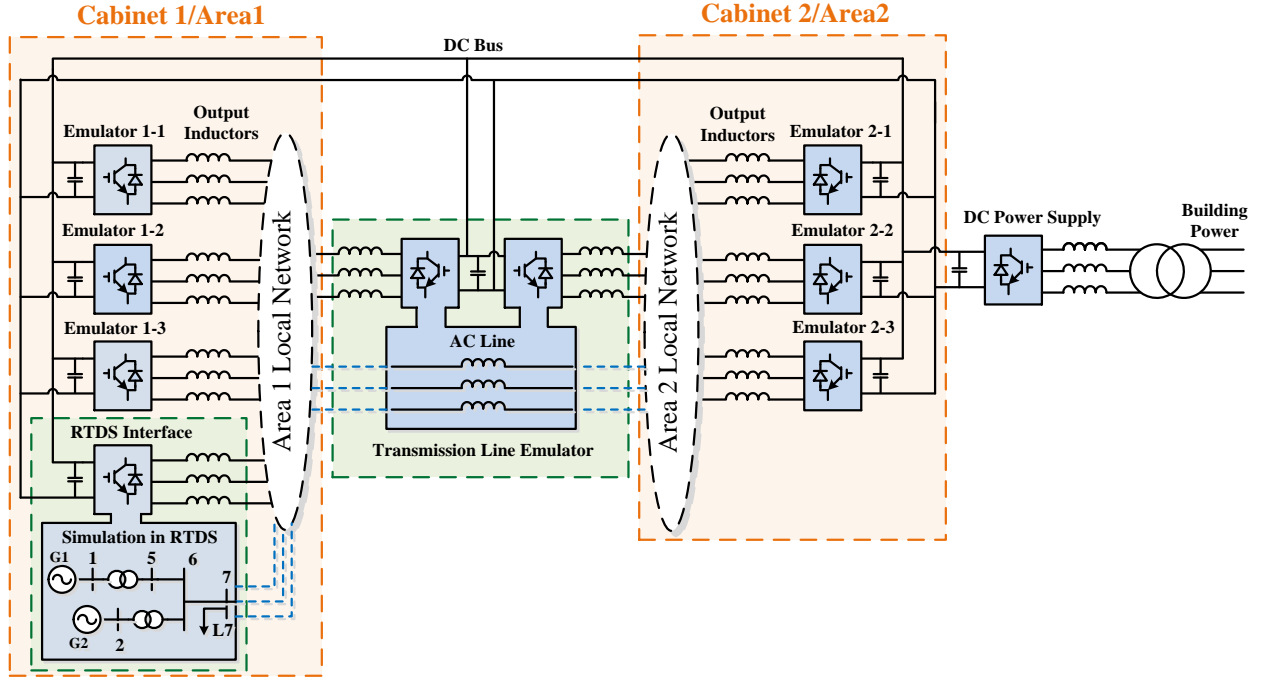 Cabinet 1/Area1
Cabinet 2/Area2
DC Bus
Output
Inductors
Emulator 1-1
Emulator 1-2
Emulator 1-3
Area 1 Local Network
RTDS Interface
Simulation in RTDS
G1
1
5
6
7
G2
2
L7
AC Line
Transmission Line Emulator
Area 2 Local Network
Output
Inductors
Emulator 2-1
Emulator 2-2
Emulator 2-3
DC Power Supply
Building
Power